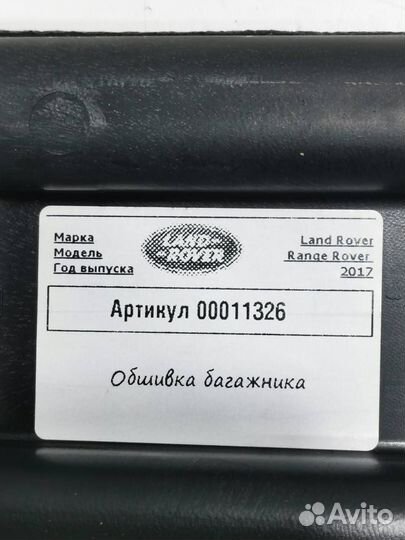 Марка LAND- Land Rover
Модель -ROVER Range Rover
Год выпуска 2017
Артикул 00011326
Обшивка багажника
Avito